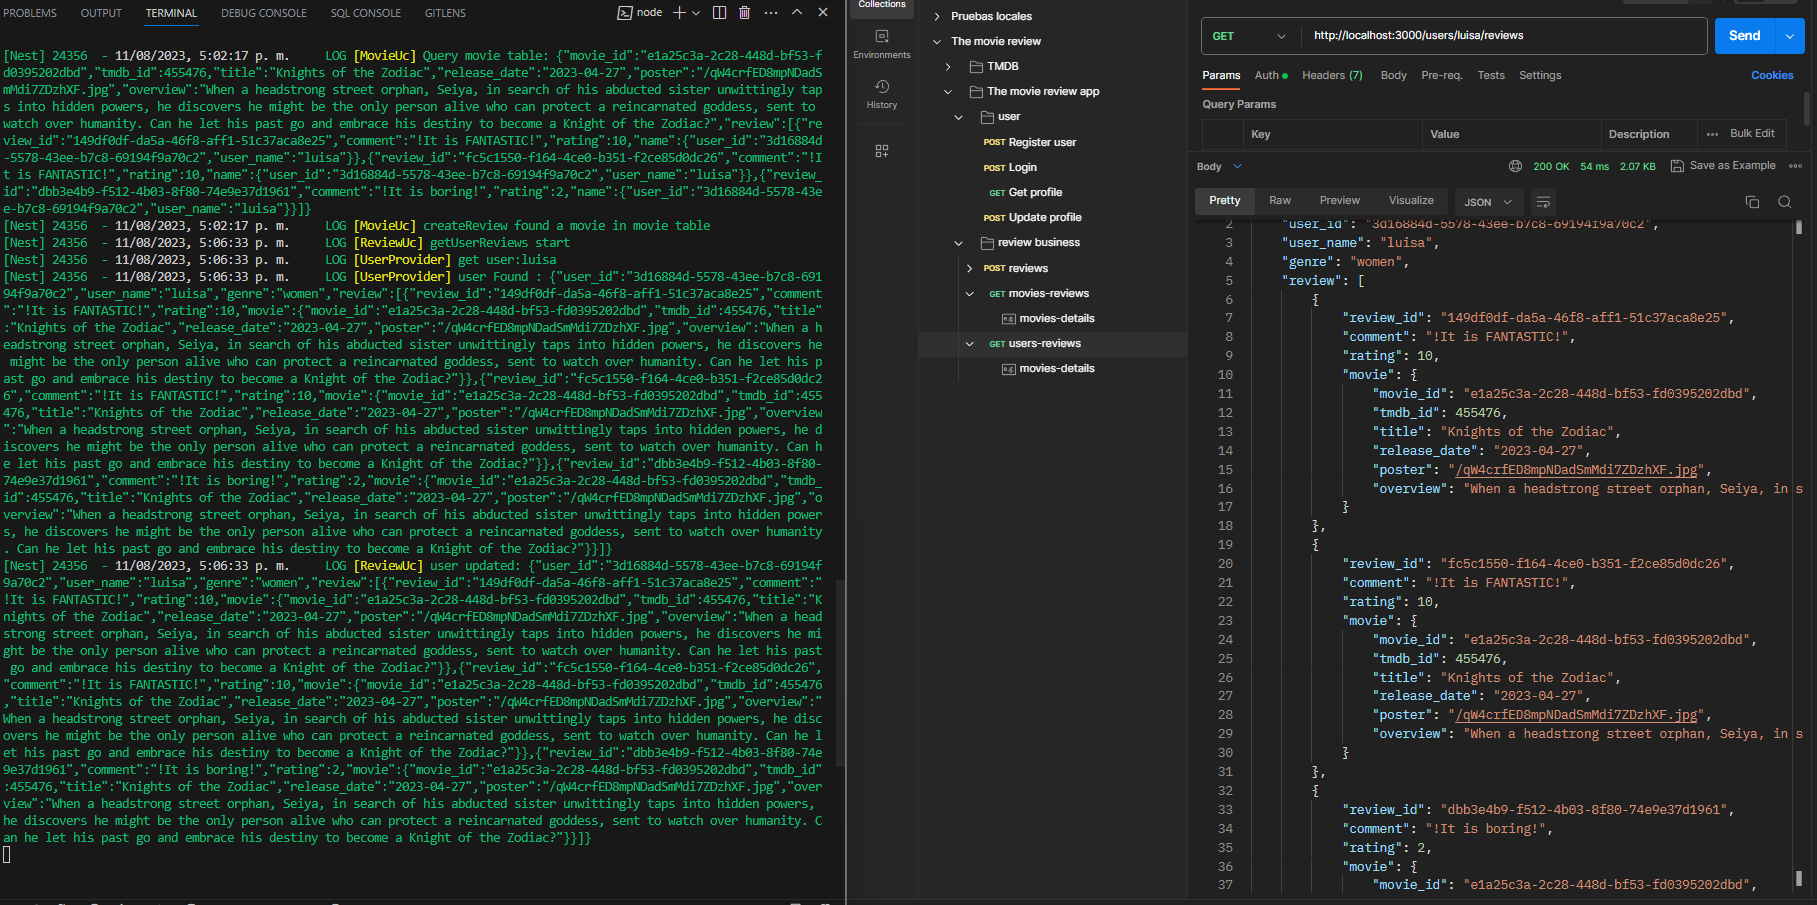 PROBLEMS OUTPUT TERMINAL DEBUG CONSOLE SQL CONSOLE GITLENS node
[Nest] 24356 - 11/08/2023, 5:02:17 p. m. LOG [MovieUc] Query movie table: {"movie_id":"e1a25c3a-2c28-448d-bf53-f
d0395202dbd","tmdb_id":455476,"title":"Knights of the Zodiac","release_date":"2023-04-27","poster":"/qW4crfED8mpNDadS
mMdi7ZDzhXF.jpg","overview":"When a headstrong street orphan, Seiya, in search of his abducted sister unwittingly tap
s into hidden powers, he discovers he might be the only person alive who can protect a reincarnated goddess, sent to
watch over humanity. Can he let his past go and embrace his destiny to become a Knight of the Zodiac?","review":[{"re
view_id":"149df0df-da5a-46f8-aff1-51c37aca8e25","comment":"!It is FANTASTIC!","rating":10,"name":{"user_id":"3d16884d
-5578-43ee-b7c8-69194f9a70c2","user_name":"luisa"}},{"review_id":"fc5c1550-f164-4ce0-b351-f2ce85d0dc26","comment":"!I
t is FANTASTIC!","rating":10,"name":{"user_id":"3d16884d-5578-43ee-b7c8-69194f9a70c2","user_name":"luisa"}},{"review_
id":"dbb3e4b9-f512-4b03-8f80-74e9e37d1961","comment":"!It is boring!","rating":2,"name":{"user_id":"3d16884d-5578-43e
e-b7c8-69194f9a70c2","user_name":"luisa"}}]}
[Nest] 24356 - 11/08/2023, 5:02:17 p. m. LOG [MovieUc] createReview found a movie in movie table
[Nest] 24356 - 11/08/2023, 5:06:33 p. m. LOG [ReviewUc] getUserReviews start
[Nest] 24356 - 11/08/2023, 5:06:33 p. m. LOG [UserProvider] get user:luisa
[Nest] 24356 - 11/08/2023, 5:06:33 p. m. LOG [UserProvider] user Found : {"user_id":"3d16884d-5578-43ee-b7c8-691
94f9a70c2","user_name":"luisa","genre":"women","review":[{"review_id":"149df0df-da5a-46f8-aff1-51c37aca8e25","comment
":"!It is FANTASTIC!","rating":10,"movie":{"movie_id":"e1a25c3a-2c28-448d-bf53-fd0395202dbd","tmdb_id":455476,"title"
:"Knights of the Zodiac","release_date":"2023-04-27","poster":"/qW4crfED8mpNDadSmMdi7ZDzhXF.jpg","overview":"When a h
eadstrong street orphan, Seiya, in search of his abducted sister unwittingly taps into hidden powers, he discovers he
might be the only person alive who can protect a reincarnated goddess, sent to watch over humanity. Can he let his p
ast go and embrace his destiny to become a Knight of the Zodiac?"}},{"review_id":"fc5c1550-f164-4ce0-b351-f2ce85d0dc2
6","comment":"!It is FANTASTIC!","rating":10,"movie":{"movie_id":"e1a25c3a-2c28-448d-bf53-fd0395202dbd","tmdb_id":455
476,"title":"Knights of the Zodiac","release_date":"2023-04-27","poster":"/qW4crfED8mpNDadSmMdi7ZDzhXF.jpg","overview
":"When a headstrong street orphan, Seiya, in search of his abducted sister unwittingly taps into hidden powers, he d
iscovers he might be the only person alive who can protect a reincarnated goddess, sent to watch over humanity. Can h
e let his past go and embrace his destiny to become a Knight of the Zodiac?"}},{"review_id":"dbb3e4b9-f512-4b03-8f80-
74e9e37d1961","comment":"!It is boring!","rating":2,"movie":{"movie_id":"e1a25c3a-2c28-448d-bf53-fd0395202dbd","tmdb_
id":455476,"title":"Knights of the Zodiac","release_date":"2023-04-27","poster":"/qW4crfED8mpNDadSmMdi7ZDzhXF.jpg","o
verview":"When a headstrong street orphan, Seiya, in search of his abducted sister unwittingly taps into hidden power
s, he discovers he might be the only person alive who can protect a reincarnated goddess, sent to watch over humanity
. Can he let his past go and embrace his destiny to become a Knight of the Zodiac?"}}]}
[Nest] 24356 - 11/08/2023, 5:06:33 p. m. LOG [ReviewUc] user updated: {"user_id":"3d16884d-5578-43ee-b7c8-69194f
9a70c2","user_name":"luisa","genre":"women","review":[{"review_id":"149df0df-da5a-46f8-aff1-51c37aca8e25","comment":"
!It is FANTASTIC!","rating":10,"movie":{"movie_id":"e1a25c3a-2c28-448d-bf53-fd0395202dbd","tmdb_id":455476,"title":"K
nights of the Zodiac","release_date":"2023-04-27","poster":"/qW4crfED8mpNDadSmMdi7ZDzhXF.jpg","overview":"When a head
strong street orphan, Seiya, in search of his abducted sister unwittingly taps into hidden powers, he discovers he mi
ght be the only person alive who can protect a reincarnated goddess, sent to watch over humanity. Can he let his past
go and embrace his destiny to become a Knight of the Zodiac?"}},{"review_id":"fc5c1550-f164-4ce0-b351-f2ce85d0dc26",
"comment":"!It is FANTASTIC!","rating":10,"movie":{"movie_id":"e1a25c3a-2c28-448d-bf53-fd0395202dbd","tmdb_id":455476
,"title":"Knights of the Zodiac","release_date":"2023-04-27","poster":"/qW4crfED8mpNDadSmMdi7ZDzhXF.jpg","overview":"
When a headstrong street orphan, Seiya, in search of his abducted sister unwittingly taps into hidden powers, he disc
overs he might be the only person alive who can protect a reincarnated goddess, sent to watch over humanity. Can he l
et his past go and embrace his destiny to become a Knight of the Zodiac?"}},{"review_id":"dbb3e4b9-f512-4b03-8f80-74e
9e37d1961","comment":"!It is boring!","rating":2,"movie":{"movie_id":"e1a25c3a-2c28-448d-bf53-fd0395202dbd","tmdb_id"
:455476,"title":"Knights of the Zodiac","release_date":"2023-04-27","poster":"/qW4crfED8mpNDadSmMdi7ZDzhXF.jpg","over
view":"When a headstrong street orphan, Seiya, in search of his abducted sister unwittingly taps into hidden powers,
he discovers he might be the only person alive who can protect a reincarnated goddess, sent to watch over humanity. C
an he let his past go and embrace his destiny to become a Knight of the Zodiac?"}}]}
Collections
Environments
History
Pruebas locales
The movie review
TMDB
The movie review app
user
POST Register user
POST Login
GET Get profile
POST Update profile
review business
POST reviews
GET movies-reviews
e.g. movies-details
GET users-reviews
e.g. movies-details
GET http://localhost:3000/users/luisa/reviews Send
Params Auth Headers (7) Body Pre-req. Tests Settings Cookies
Query Params
Key Value Description Bulk Edit
Body 200 OK 54 ms 2.07 KB Save as Example
Pretty Raw Preview Visualize JSON
2 "user_id": "3d16884d-5578-43ee-b7c8-69194f9a70c2",
3 "user_name": "luisa",
4 "genre": "women",
5 "review": [
6 {
7 "review_id": "149df0df-da5a-46f8-aff1-51c37aca8e25",
8 "comment": "!It is FANTASTIC!",
9 "rating": 10,
10 "movie": {
11 "movie_id": "e1a25c3a-2c28-448d-bf53-fd0395202dbd",
12 "tmdb_id": 455476,
13 "title": "Knights of the Zodiac",
14 "release_date": "2023-04-27",
15 "poster": "/qW4crfED8mpNDadSmMdi7ZDzhXF.jpg",
16 "overview": "When a headstrong street orphan, Seiya, in s
17 }
18 },
19 {
20 "review_id": "fc5c1550-f164-4ce0-b351-f2ce85d0dc26",
21 "comment": "!It is FANTASTIC!",
22 "rating": 10,
23 "movie": {
24 "movie_id": "e1a25c3a-2c28-448d-bf53-fd0395202dbd",
25 "tmdb_id": 455476,
26 "title": "Knights of the Zodiac",
27 "release_date": "2023-04-27",
28 "poster": "/qW4crfED8mpNDadSmMdi7ZDzhXF.jpg",
29 "overview": "When a headstrong street orphan, Seiya, in s
30 }
31 },
32 {
33 "review_id": "dbb3e4b9-f512-4b03-8f80-74e9e37d1961",
34 "comment": "!It is boring!",
35 "rating": 2,
36 "movie": {
37 "movie_id": "e1a25c3a-2c28-448d-bf53-fd0395202dbd",